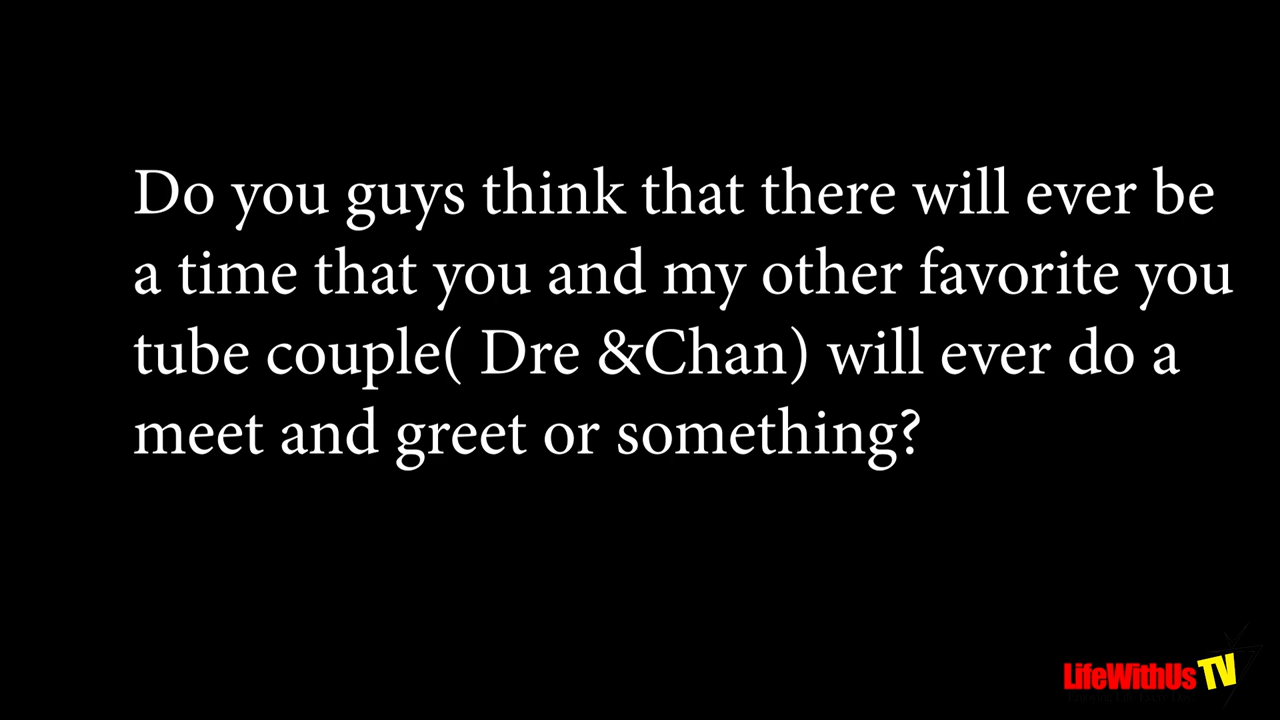 Do you guys think that there will ever be
a time that you and my other favorite you
tube couple( Dre &Chan) will ever do a
meet and greet or something?
LifeWithUs TV